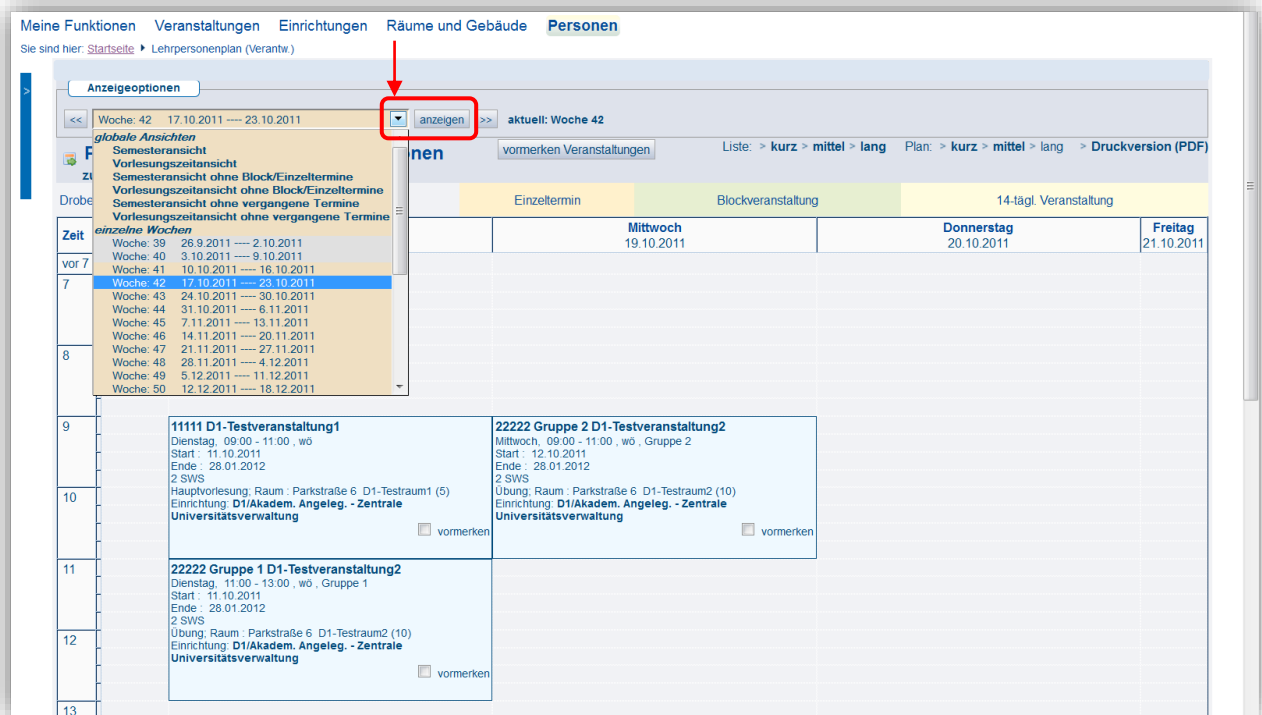 Meine Funktionen Veranstaltungen Einrichtungen Räume und Gebäude Personen
Sie sind hier: Startseite Lehrpersonenplan (Verantw.)
>
Anzeigeoptionen
<< Woche: 42 17.10.2011 ---- 23.10.2011 anzeigen >> aktuell: Woche 42
globale Ansichten
Semesteransicht
Vorlesungszeitansicht
Semesteransicht ohne Block/Einzeltermine
Vorlesungszeitansicht ohne Block/Einzeltermine
Semesteransicht ohne vergangene Termine
Vorlesungszeitansicht ohne vergangene Termine
einzelne Wochen
Woche: 39 26.9.2011 ---- 2.10.2011
Woche: 40 3.10.2011 ---- 9.10.2011
Woche: 41 10.10.2011 ---- 16.10.2011
Woche: 42 17.10.2011 ---- 23.10.2011
Woche: 43 24.10.2011 ---- 30.10.2011
Woche: 44 31.10.2011 ---- 6.11.2011
Woche: 45 7.11.2011 ---- 13.11.2011
Woche: 46 14.11.2011 ---- 20.11.2011
Woche: 47 21.11.2011 ---- 27.11.2011
Woche: 48 28.11.2011 ---- 4.12.2011
Woche: 49 5.12.2011 ---- 11.12.2011
Woche: 50 12.12.2011 ---- 18.12.2011
nen vormerken Veranstaltungen Liste: > kurz > mittel > lang Plan: > kurz > mittel > lang > Druckversion (PDF)
Drobe Einzeltermin Blockveranstaltung 14-tägl. Veranstaltung
Zeit Mittwoch Donnerstag Freitag
19.10.2011 20.10.2011 21.10.2011
vor 7
7
8
9
11111 D1-Testveranstaltung1
Dienstag, 09:00 - 11:00 , wö
Start : 11.10.2011
Ende : 28.01.2012
2 SWS
Hauptvorlesung; Raum : Parkstraße 6 D1-Testraum1 (5)
Einrichtung: D1/Akadem. Angeleg. - Zentrale
Universitätsverwaltung
vormerken
22222 Gruppe 2 D1-Testveranstaltung2
Mittwoch, 09:00 - 11:00 , wö , Gruppe 2
Start : 12.10.2011
Ende : 28.01.2012
2 SWS
Übung; Raum : Parkstraße 6 D1-Testraum2 (10)
Einrichtung: D1/Akadem. Angeleg. - Zentrale
Universitätsverwaltung
vormerken
10
11
22222 Gruppe 1 D1-Testveranstaltung2
Dienstag, 11:00 - 13:00 , wö , Gruppe 1
Start : 11.10.2011
Ende : 28.01.2012
2 SWS
Übung; Raum : Parkstraße 6 D1-Testraum2 (10)
Einrichtung: D1/Akadem. Angeleg. - Zentrale
Universitätsverwaltung
vormerken
12
13